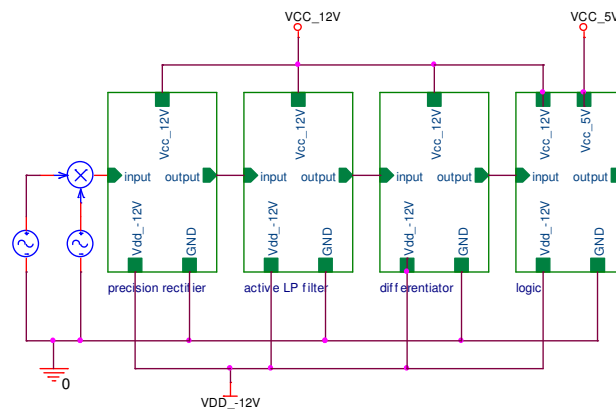 VCC_12V
VCC_5V
Vcc_12V
Vcc_12V
Vcc_12V
Vcc_12V
Vcc_5V
input
output
input
output
input
output
input
Vdd_-12V
GND
Vdd_-12V
GND
Vdd_-12V
GND
Vdd_-12V
GND
precision rectifier
active LP filter
differentiator
logic
0
VDD_-12V